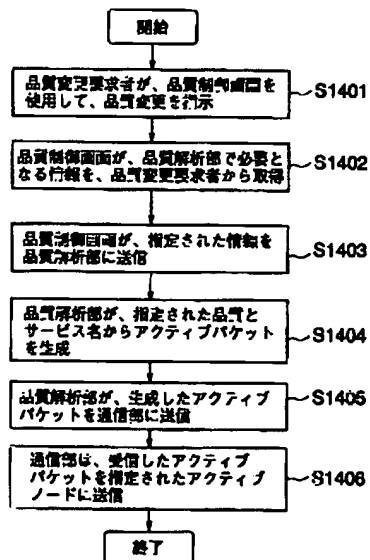 開始
品質変更要求者が、品質制御画面を
使用して、品質変更を指示
S1401
品質制御画面が、品質解析部で必要と
なる情報を、品質変更要求者から取得
S1402
品質制御画面が、指定された情報を
品質解析部に送信
S1403
品質解析部が、指定された品質と
サービス名からアクティブパケット
を生成
S1404
品質解析部が、生成したアクティブ
パケットを通信部に送信
S1405
通信部は、受信したアクティブ
パケットを指定されたアクティブ
ノードに送信
S1406
終了